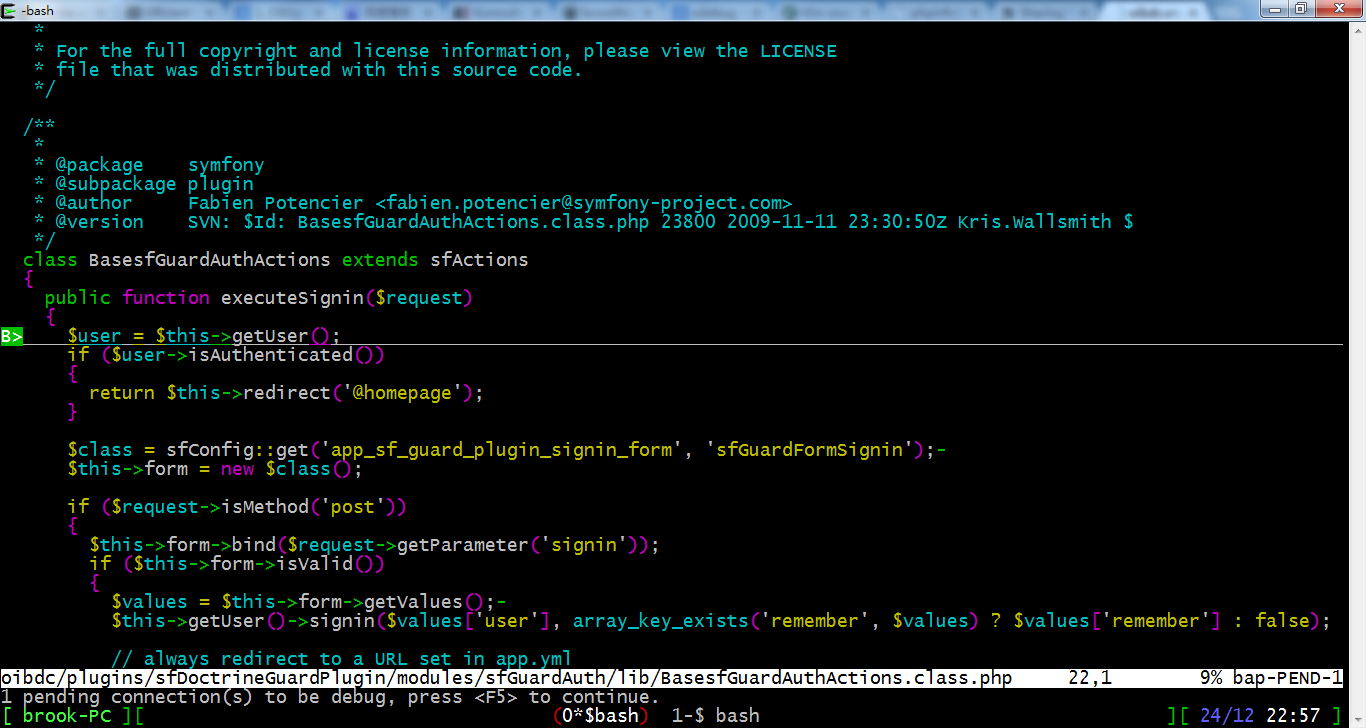 -bash
*
* For the full copyright and license information, please view the LICENSE
* file that was distributed with this source code.
*/
/**
*
* @package    symfony
* @subpackage plugin
* @author     Fabien Potencier <fabien.potencier@symfony-project.com>
* @version    SVN: $Id: BasesfGuardAuthActions.class.php 23800 2009-11-11 23:30:50Z Kris.Wallsmith $
*/
class BasesfGuardAuthActions extends sfActions
{
public function executeSignin($request)
{
B> $user = $this->getUser();
if ($user->isAuthenticated())
{
return $this->redirect('@homepage');
}
$class = sfConfig::get('app_sf_guard_plugin_signin_form', 'sfGuardFormSignin');-
$this->form = new $class();
if ($request->isMethod('post'))
{
$this->form->bind($request->getParameter('signin'));
if ($this->form->isValid())
{
$values = $this->form->getValues();-
$this->getUser()->signin($values['user'], array_key_exists('remember', $values) ? $values['remember'] : false);
// always redirect to a URL set in app.yml
oibdc/plugins/sfDoctrineGuardPlugin/modules/sfGuardAuth/lib/BasesfGuardAuthActions.class.php 22,1 9% bap-PEND-1
1 pending connection(s) to be debug, press <F5> to continue.
[ brook-PC ][ (0*$bash) 1-$ bash ][ 24/12 22:57 ]